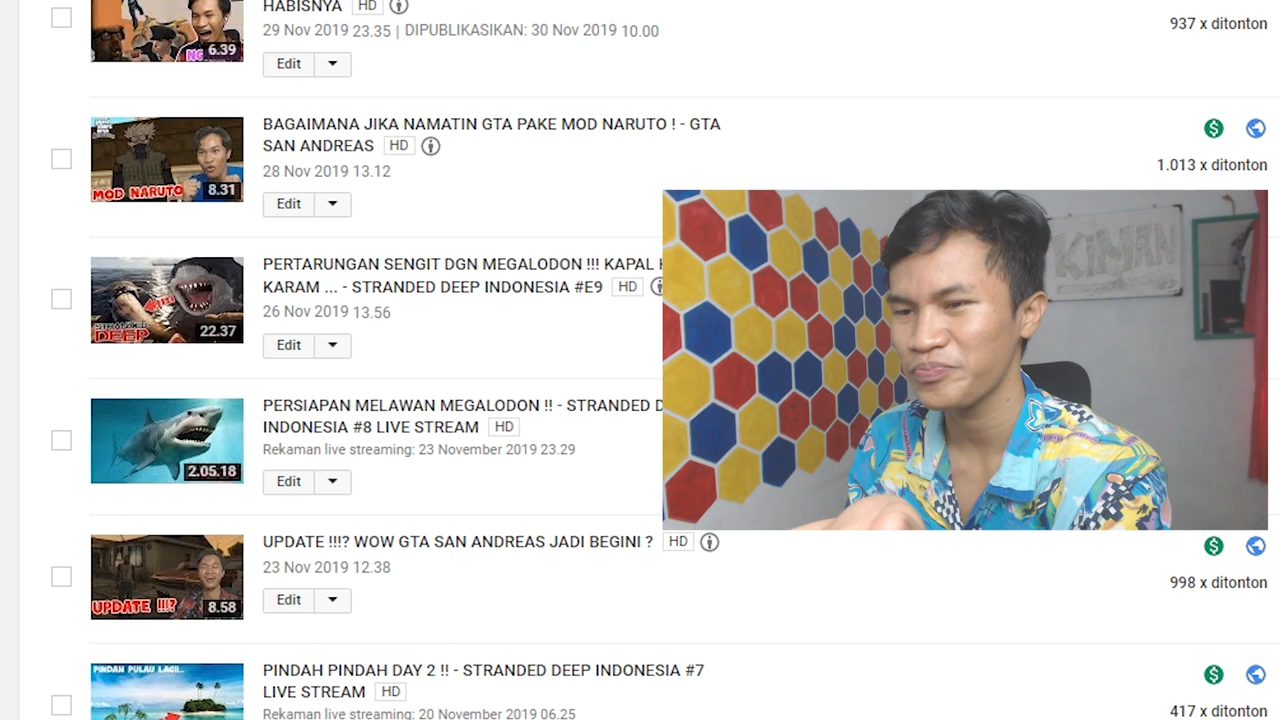 HABISNYA HD
29 Nov 2019 23.35 | DIPUBLIKASIKAN: 30 Nov 2019 10.00
937 x ditonton
6.39
Edit
BAGAIMANA JIKA NAMATIN GTA PAKE MOD NARUTO ! - GTA
SAN ANDREAS HD
28 Nov 2019 13.12
1.013 x ditonton
MOD NARUTO
8.31
Edit
PERTARUNGAN SENGIT DGN MEGALODON !!! KAPAL
KARAM ... - STRANDED DEEP INDONESIA #E9 HD
26 Nov 2019 13.56
STRANDED
DEEP
22.37
Edit
KIMAN
PERSIAPAN MELAWAN MEGALODON !! - STRANDED D
INDONESIA #8 LIVE STREAM HD
Rekaman live streaming: 23 November 2019 23.29
2.05.18
Edit
UPDATE !!!? WOW GTA SAN ANDREAS JADI BEGINI ? HD
23 Nov 2019 12.38
998 x ditonton
UPDATE !!!?
8.58
Edit
PINDAH PULAU LAGI..
PINDAH PINDAH DAY 2 !! - STRANDED DEEP INDONESIA #7
LIVE STREAM HD
Rekaman live streaming: 20 November 2019 06.25
417 x ditonton